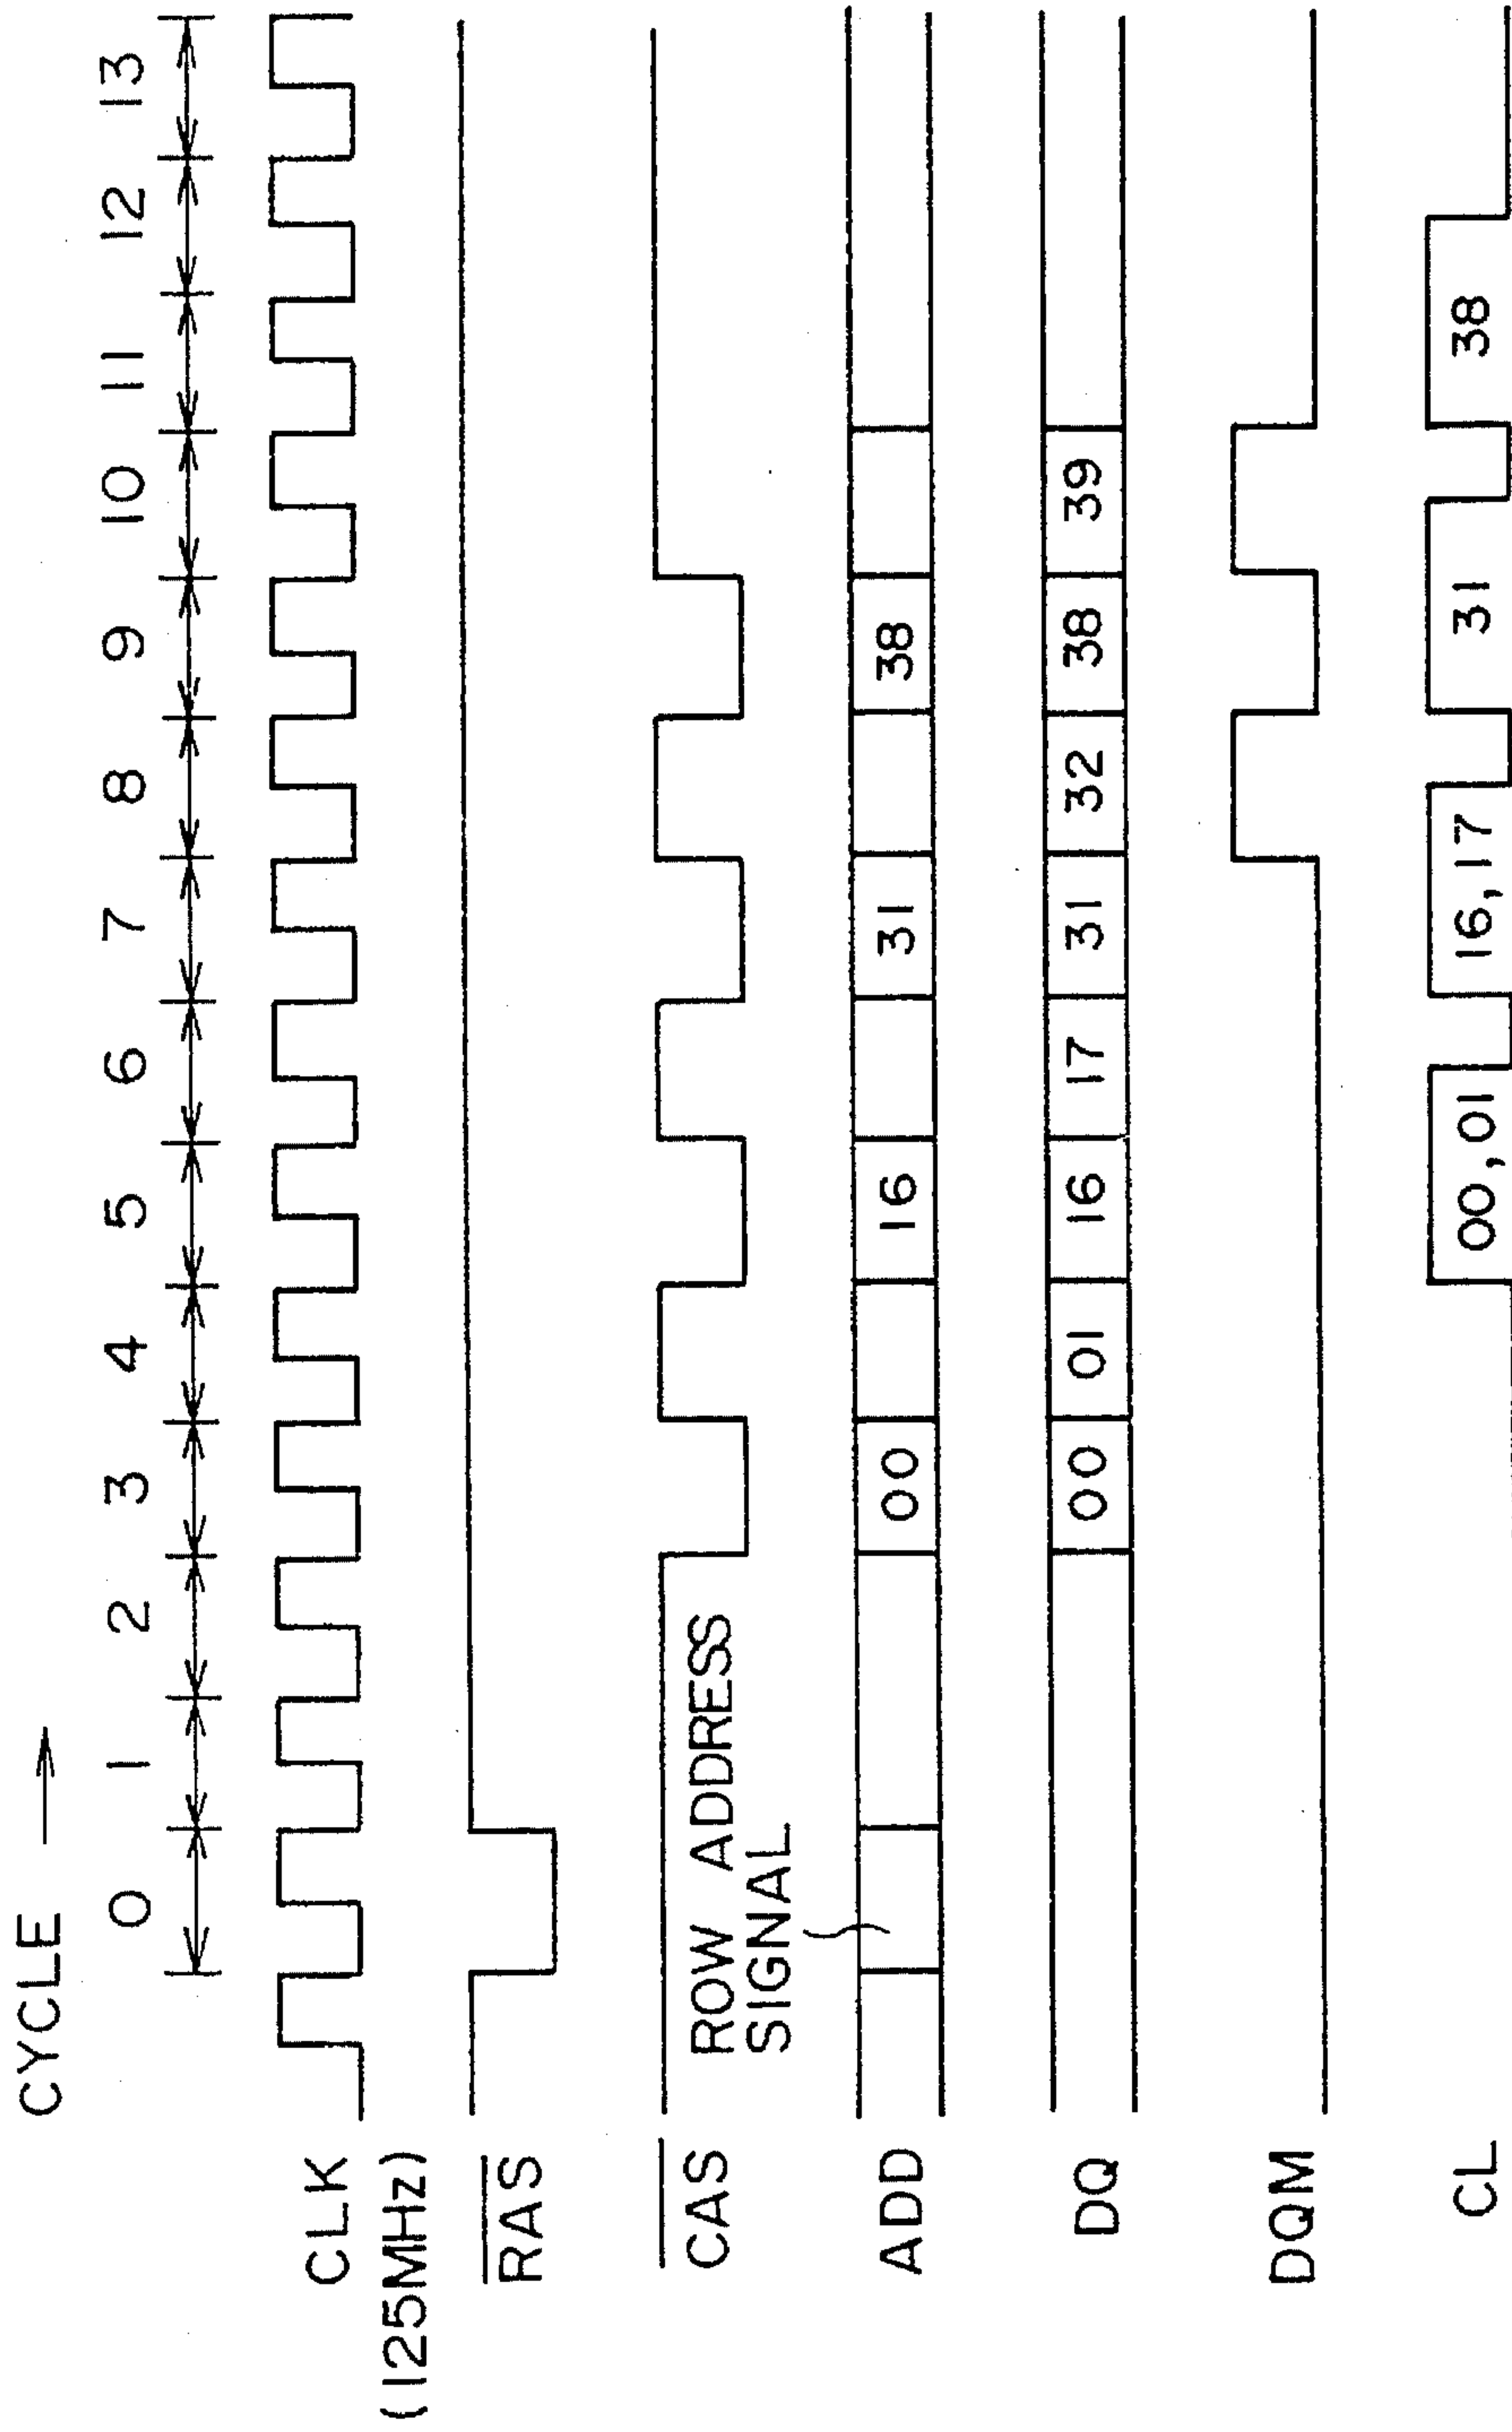 CYCLE →
0 1 2 3 4 5 6 7 8 9 10 11 12 13
CLK
(125MHz)
RAS
CAS
ROW ADDRESS
SIGNAL
ADD
00 16 31 38
DQ
00 01 16 17 31 32 38 39
DQM
CL
00,01 16,17 31 38